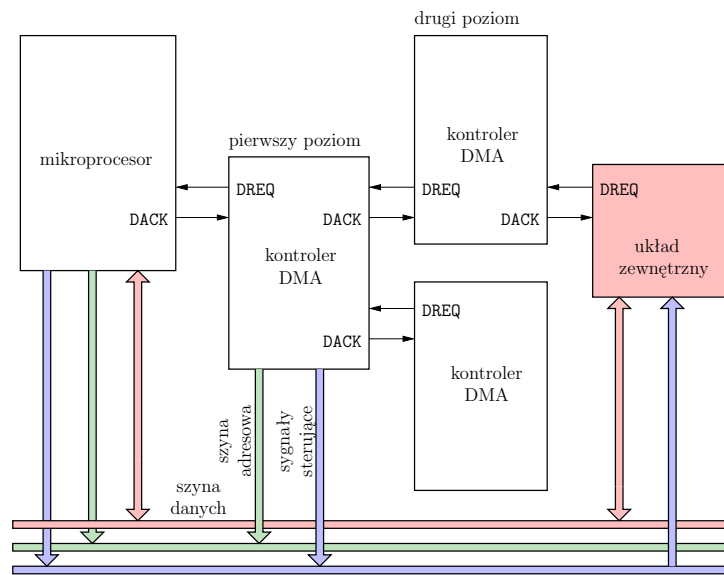 drugi poziom
mikroprocesor
DACK
pierwszy poziom
DREQ
DACK
kontroler
DMA
DACK
kontroler
DMA
DREQ
DACK
DREQ
kontroler
DMA
DREQ
układ
zewnętrzny
szyna
adresowa
sygnały
sterujące
szyna
danych